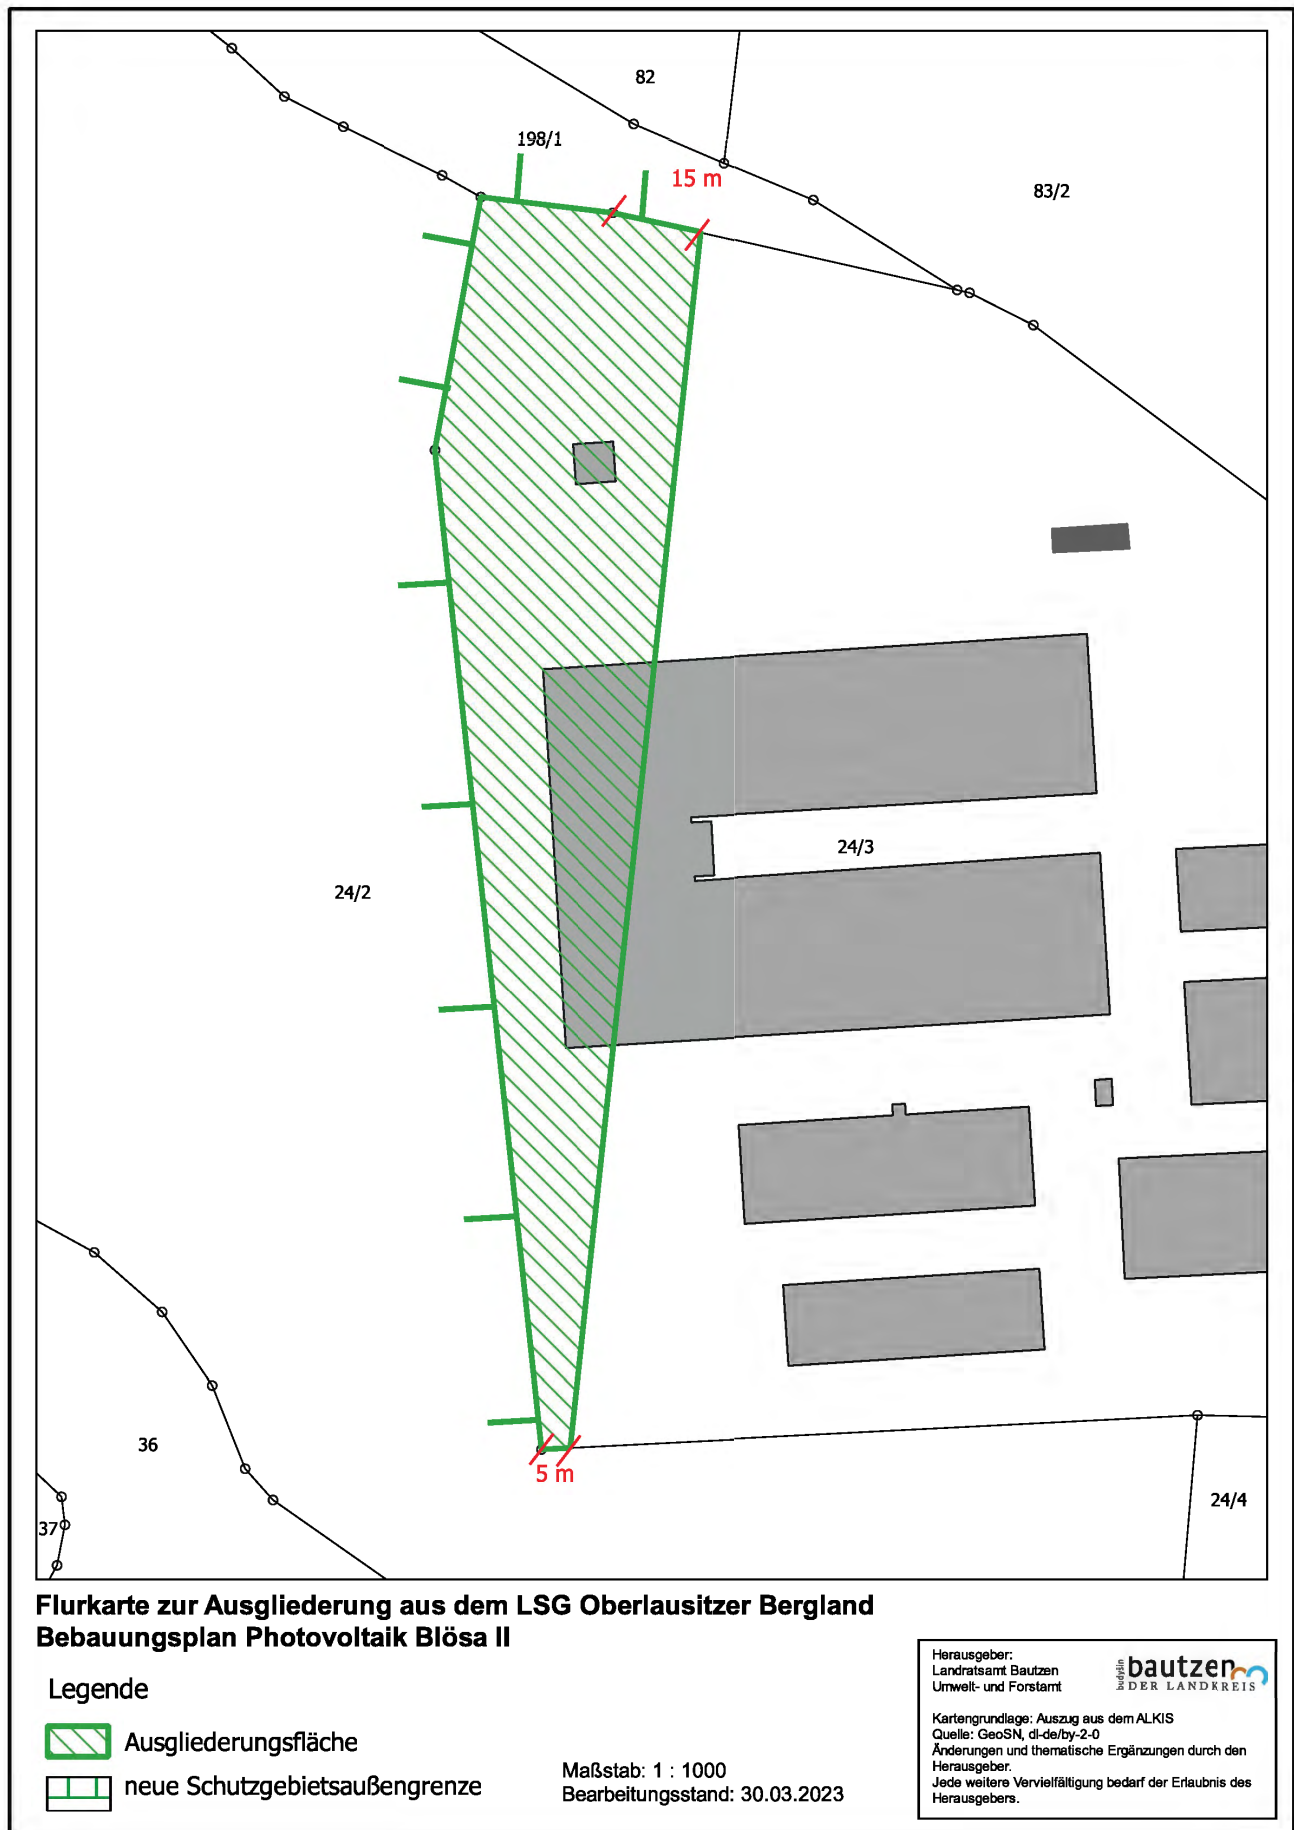 82
198/1
15 m
83/2
24/3
24/2
36
5 m
24/4
37
Flurkarte zur Ausgliederung aus dem LSG Oberlausitzer Bergland
Bebauungsplan Photovoltaik Blösa II
Legende
Ausgliederungsfläche
neue Schutzgebietsaußengrenze
Maßstab: 1 : 1000
Bearbeitungsstand: 30.03.2023
Herausgeber:
Landratsamt Bautzen
Umwelt- und Forstamt
budyšin
bautzen
DER LANDKREIS
Kartengrundlage: Auszug aus dem ALKIS
Quelle: GeoSN, dl-de/by-2-0
Änderungen und thematische Ergänzungen durch den
Herausgeber.
Jede weitere Vervielfältigung bedarf der Erlaubnis des
Herausgebers.